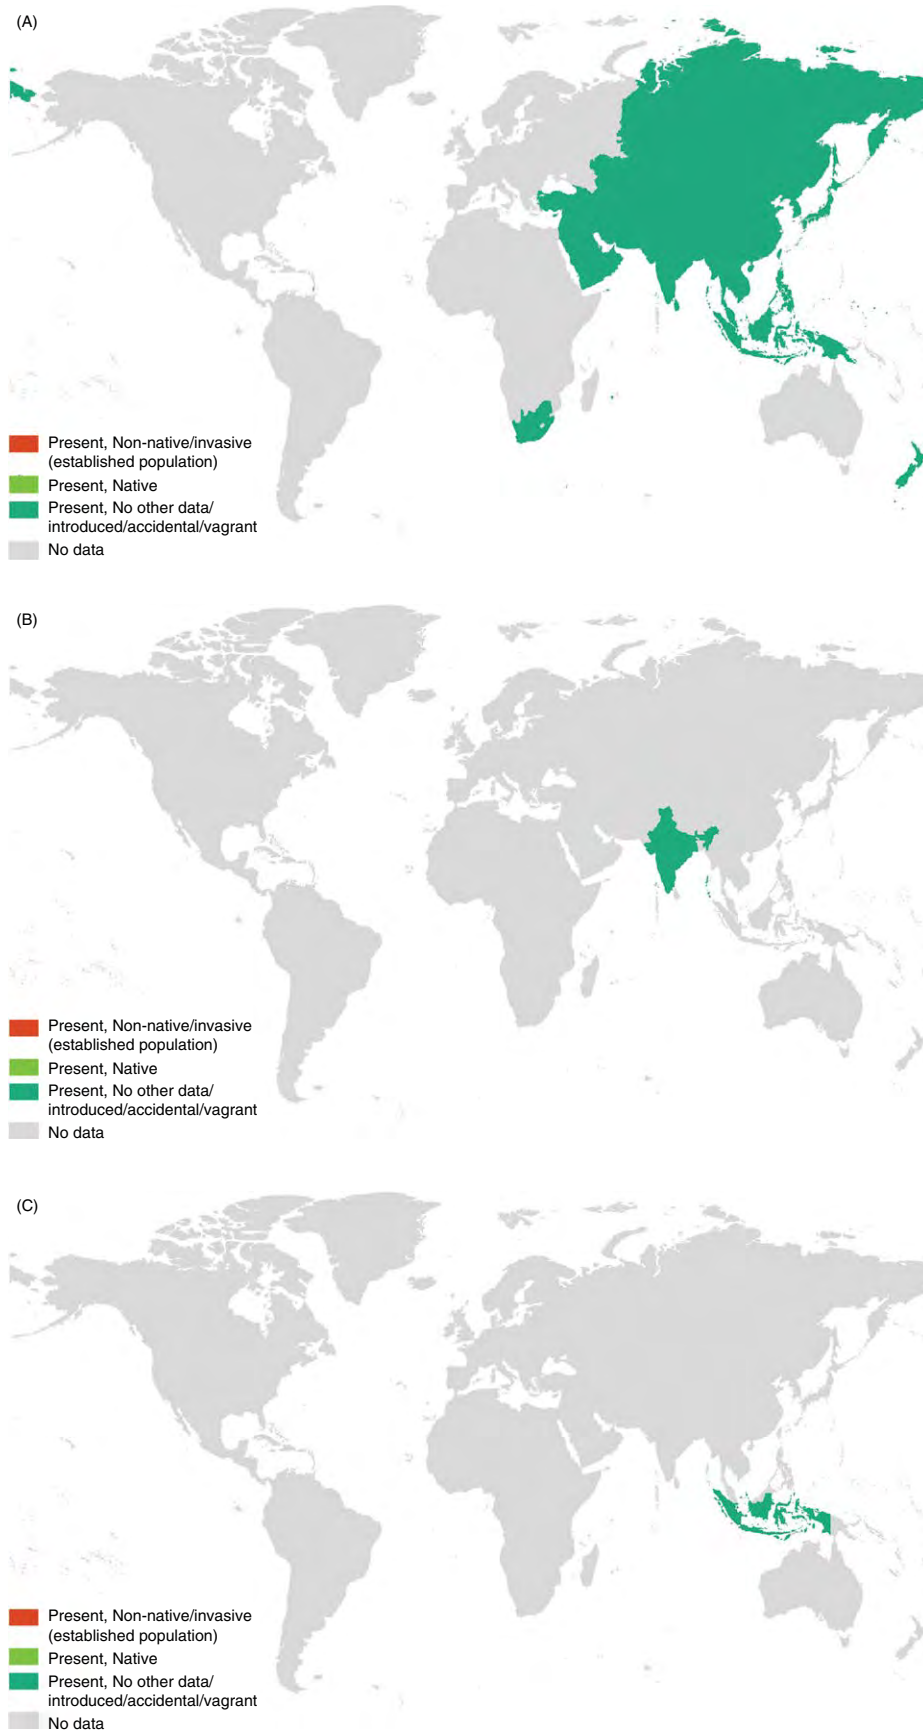 (A)
Present, Non-native/invasive
(established population)
Present, Native
Present, No other data/
introduced/accidental/vagrant
No data
(B)
Present, Non-native/invasive
(established population)
Present, Native
Present, No other data/
introduced/accidental/vagrant
No data
(C)
Present, Non-native/invasive
(established population)
Present, Native
Present, No other data/
introduced/accidental/vagrant
No data